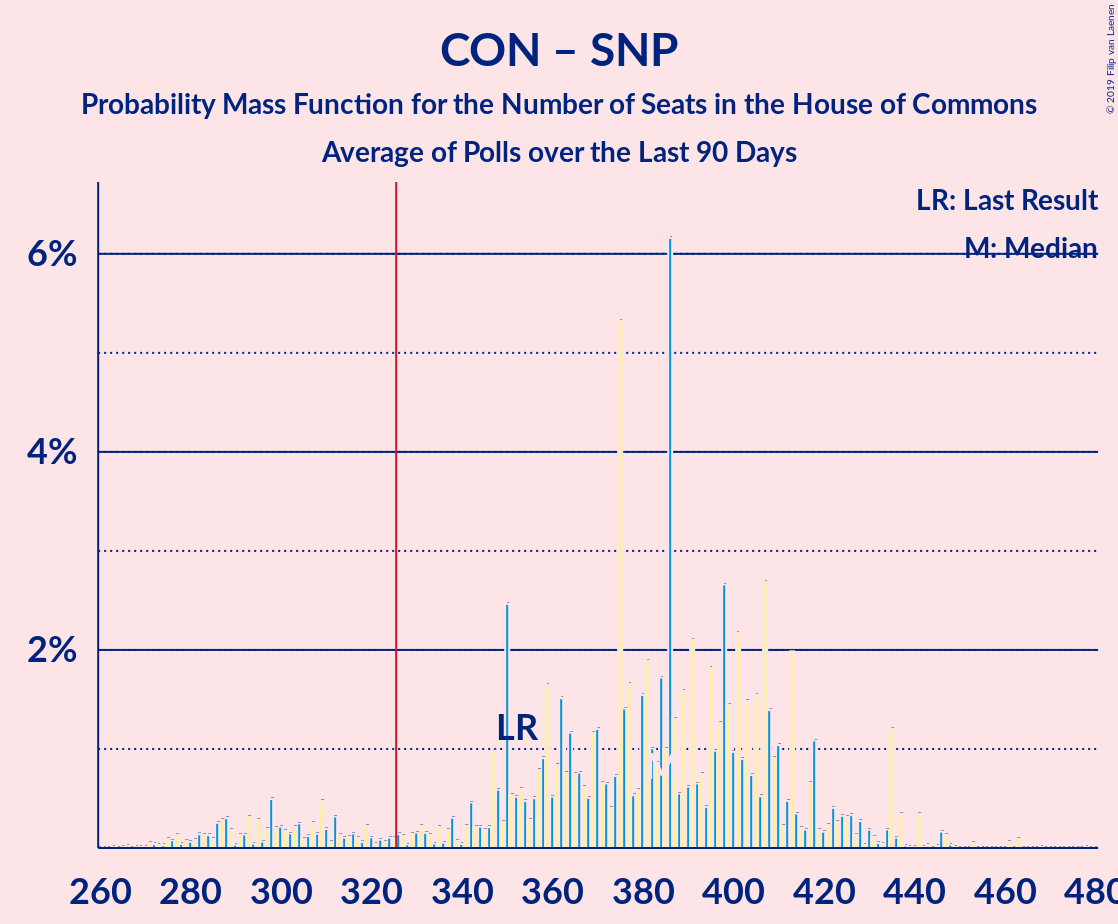 CON – SNP
Probability Mass Function for the Number of Seats in the House of Commons
Average of Polls over the Last 90 Days
© 2019 Filip van Laenen
LR: Last Result
M: Median
6%
4%
2%
LR
260 280 300 320 340 360 380 400 420 440 460 480